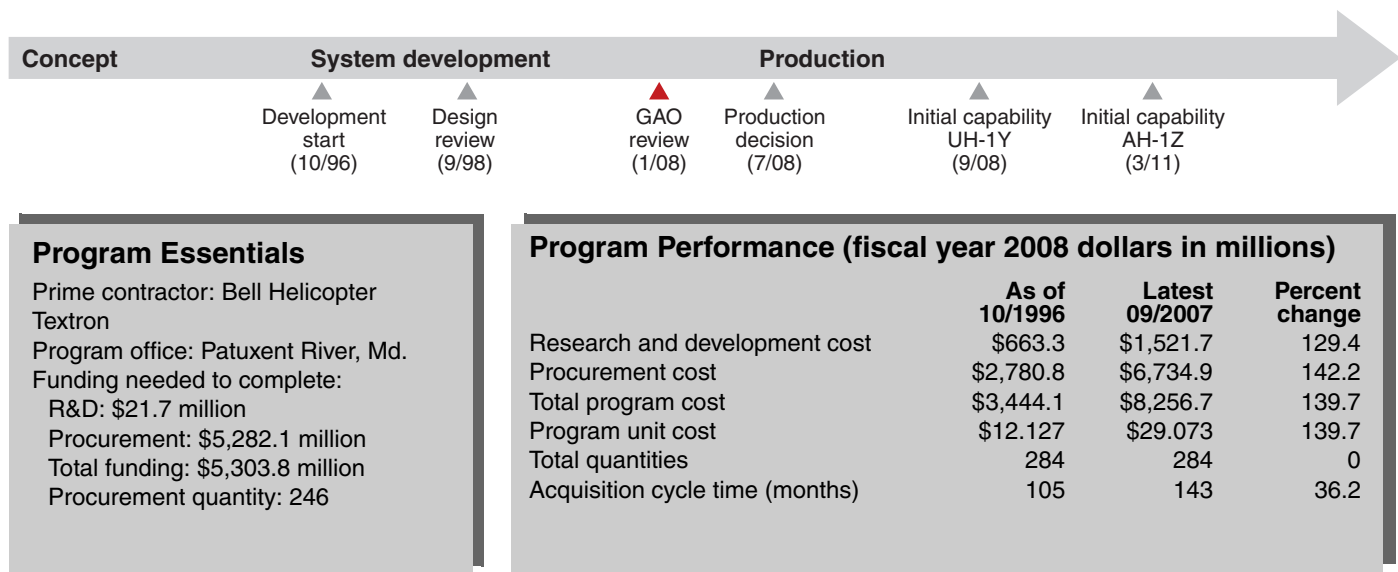 Concept System development Production
Development start (10/96)
Design review (9/98)
GAO review (1/08)
Production decision (7/08)
Initial capability UH-1Y (9/08)
Initial capability AH-1Z (3/11)
Program Essentials
Prime contractor: Bell Helicopter
Textron
Program office: Patuxent River, Md.
Funding needed to complete:
R&D: $21.7 million
Procurement: $5,282.1 million
Total funding: $5,303.8 million
Procurement quantity: 246
Program Performance (fiscal year 2008 dollars in millions)
As of 10/1996 Latest 09/2007 Percent change
Research and development cost $663.3 $1,521.7 129.4
Procurement cost $2,780.8 $6,734.9 142.2
Total program cost $3,444.1 $8,256.7 139.7
Program unit cost $12.127 $29.073 139.7
Total quantities 284 284 0
Acquisition cycle time (months) 105 143 36.2